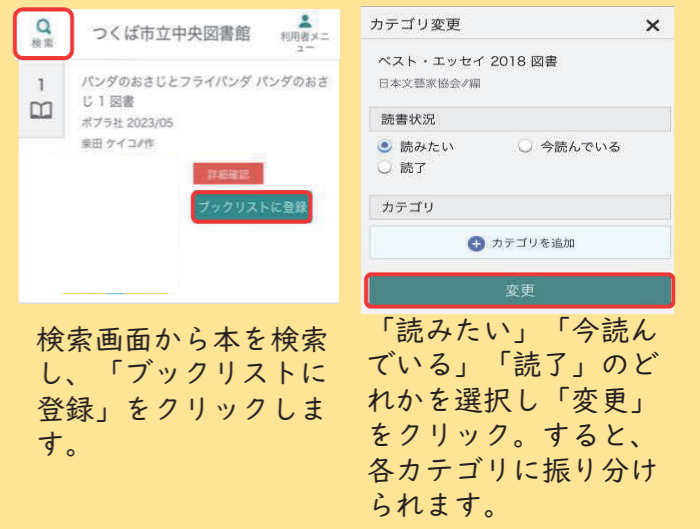 検索
つくば市立中央図書館
利用者メニ
ュー
1
パンダのおさじとフライパンダ パンダのおさ
じ 1 図書
ポプラ社 2023/05
柴田 ケイコ∥作
詳細確認
ブックリストに登録
検索画面から本を検索
し、「ブックリストに
登録」をクリックしま
す。
カテゴリ変更
ベスト・エッセイ 2018 図書
日本文藝家協会∥編
読書状況
読みたい
今読んでいる
読了
カテゴリ
カテゴリを追加
変更
「読みたい」「今読ん
でいる」「読了」のど
れかを選択し「変更」
をクリック。すると、
各カテゴリに振り分け
られます。